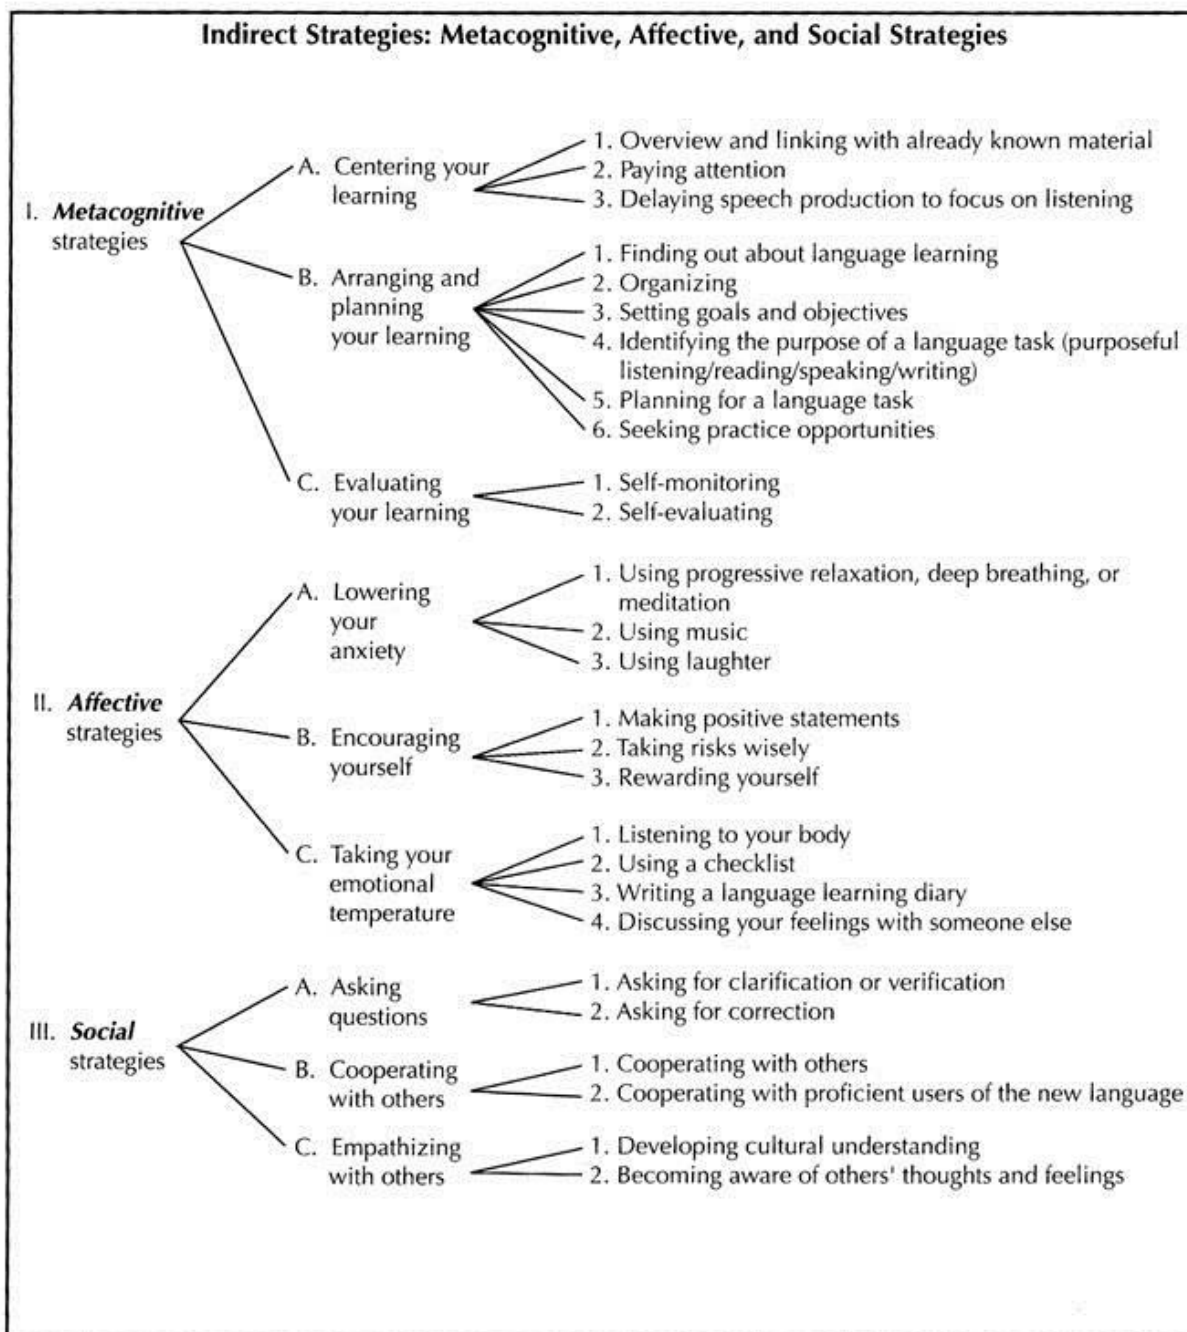 Indirect Strategies: Metacognitive, Affective, and Social Strategies
I. Metacognitive
strategies
A. Centering your
learning
1. Overview and linking with already known material
2. Paying attention
3. Delaying speech production to focus on listening
B. Arranging and
planning
your learning
1. Finding out about language learning
2. Organizing
3. Setting goals and objectives
4. Identifying the purpose of a language task (purposeful
listening/reading/speaking/writing)
5. Planning for a language task
6. Seeking practice opportunities
C. Evaluating
your learning
1. Self-monitoring
2. Self-evaluating
II. Affective
strategies
A. Lowering
your
anxiety
1. Using progressive relaxation, deep breathing, or
meditation
2. Using music
3. Using laughter
B. Encouraging
yourself
1. Making positive statements
2. Taking risks wisely
3. Rewarding yourself
C. Taking your
emotional
temperature
1. Listening to your body
2. Using a checklist
3. Writing a language learning diary
4. Discussing your feelings with someone else
III. Social
strategies
A. Asking
questions
1. Asking for clarification or verification
2. Asking for correction
B. Cooperating
with others
1. Cooperating with others
2. Cooperating with proficient users of the new language
C. Empathizing
with others
1. Developing cultural understanding
2. Becoming aware of others' thoughts and feelings